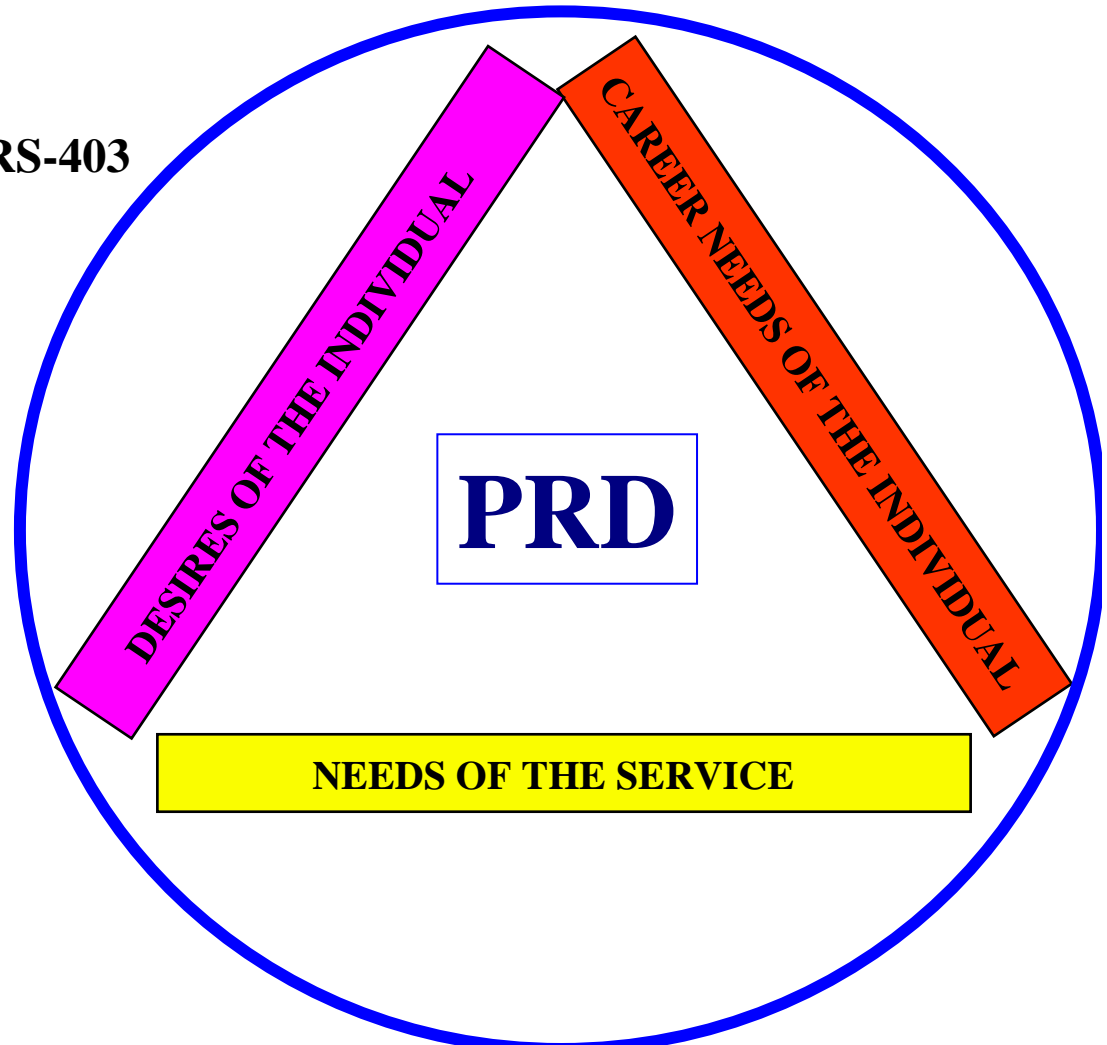 RS-403
DESIRES OF THE INDIVIDUAL
CAREER NEEDS OF THE INDIVIDUAL
PRD
NEEDS OF THE SERVICE